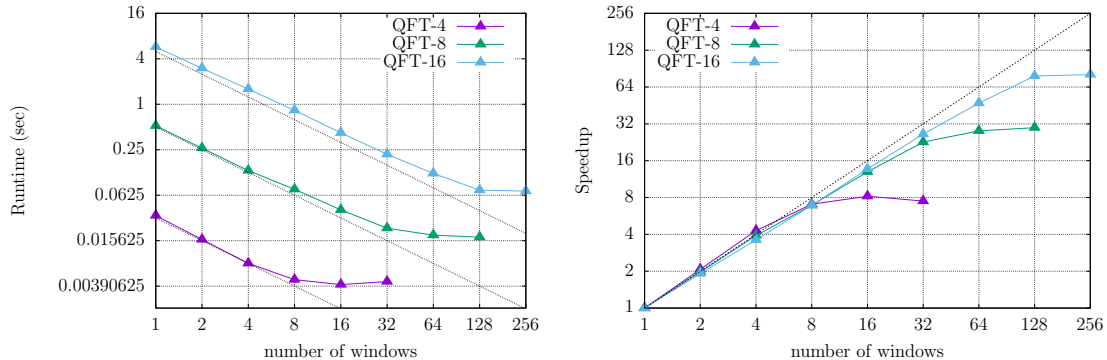 16
4
1
0.25
0.0625
0.015625
0.00390625
Runtime (sec)
QFT-4
QFT-8
QFT-16
1 2 4 8 16 32 64 128 256
number of windows
256
128
64
32
16
8
4
2
1
Speedup
QFT-4
QFT-8
QFT-16
1 2 4 8 16 32 64 128 256
number of windows